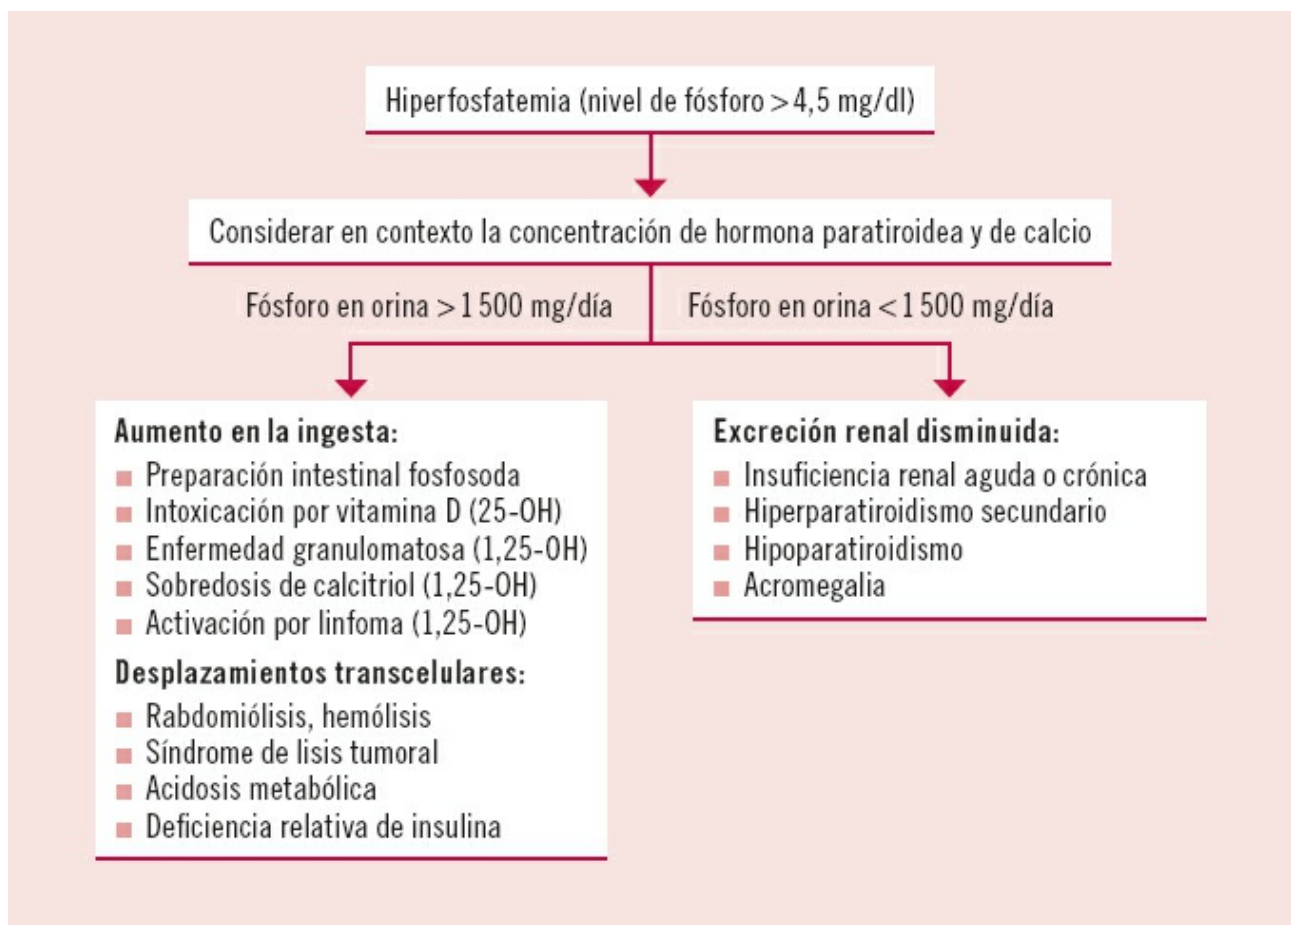 Hiperfosfatemia (nivel de fósforo > 4,5 mg/dl)
Considerar en contexto la concentración de hormona paratiroidea y de calcio
Fósforo en orina > 1 500 mg/día
Fósforo en orina < 1 500 mg/día
Aumento en la ingesta:
Preparación intestinal fosfosoda
Intoxicación por vitamina D (25-OH)
Enfermedad granulomatosa (1,25-OH)
Sobredosis de calcitriol (1,25-OH)
Activación por linfoma (1,25-OH)
Desplazamientos transcelulares:
Rabdomiólisis, hemólisis
Síndrome de lisis tumoral
Acidosis metabólica
Deficiencia relativa de insulina
Excreción renal disminuida:
Insuficiencia renal aguda o crónica
Hiperparatiroidismo secundario
Hipoparatiroidismo
Acromegalia